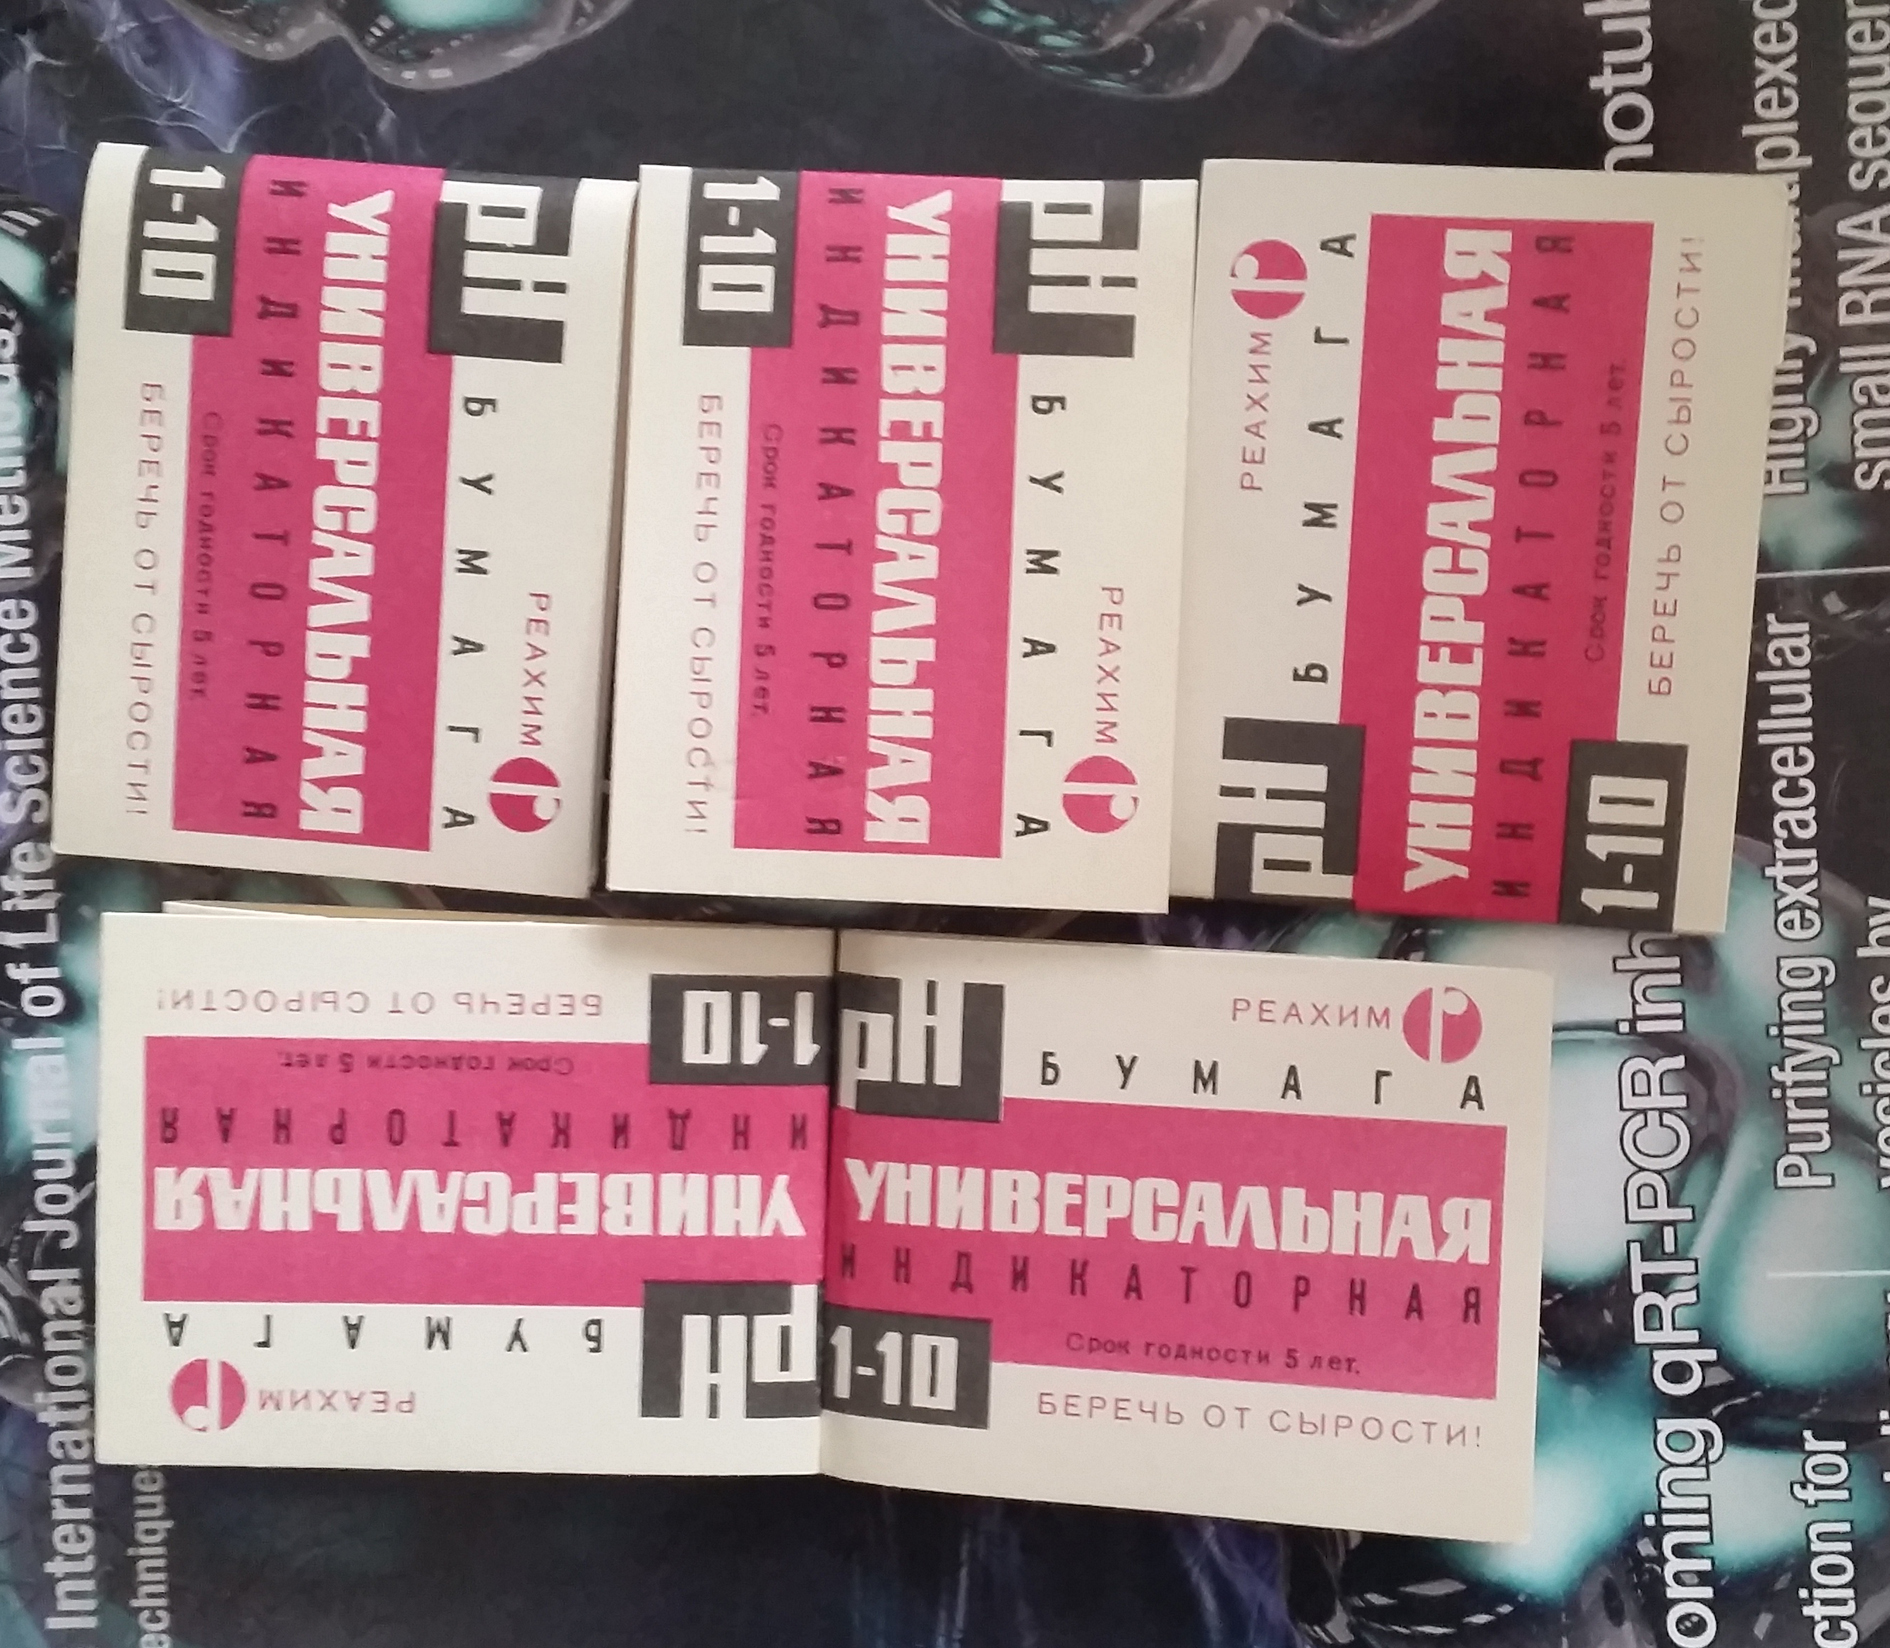 The International Journal of Life Science Methods
echniques
1-10
УНИВЕРСАЛЬНАЯ
ИНДИКАТОРНАЯ
pH БУМАГА
РЕАХИМ
Срок годности 5 лет.
БЕРЕЧЬ ОТ СЫРОСТИ!
pH БУМАГА
РЕАХИМ
УНИВЕРСАЛЬНАЯ
ИНДИКАТОРНАЯ
1-10
Срок годности 5 лет.
БЕРЕЧЬ ОТ СЫРОСТИ!
РЕАХИМ
pH БУМАГА
УНИВЕРСАЛЬНАЯ
ИНДИКАТОРНАЯ
1-10
Срок годности 5 лет.
БЕРЕЧЬ ОТ СЫРОСТИ!
РЕАХИМ
pH БУМАГА
УНИВЕРСАЛЬНАЯ
ИНДИКАТОРНАЯ
1-10
Срок годности 5 лет.
БЕРЕЧЬ ОТ СЫРОСТИ!
РЕАХИМ
pH БУМАГА
УНИВЕРСАЛЬНАЯ
ИНДИКАТОРНАЯ
1-10
Срок годности 5 лет.
БЕРЕЧЬ ОТ СЫРОСТИ!
oming qRT-PCR inh
ction for
Purifying extracellular
vesicles by
Highly
plexed
small RNA sequen